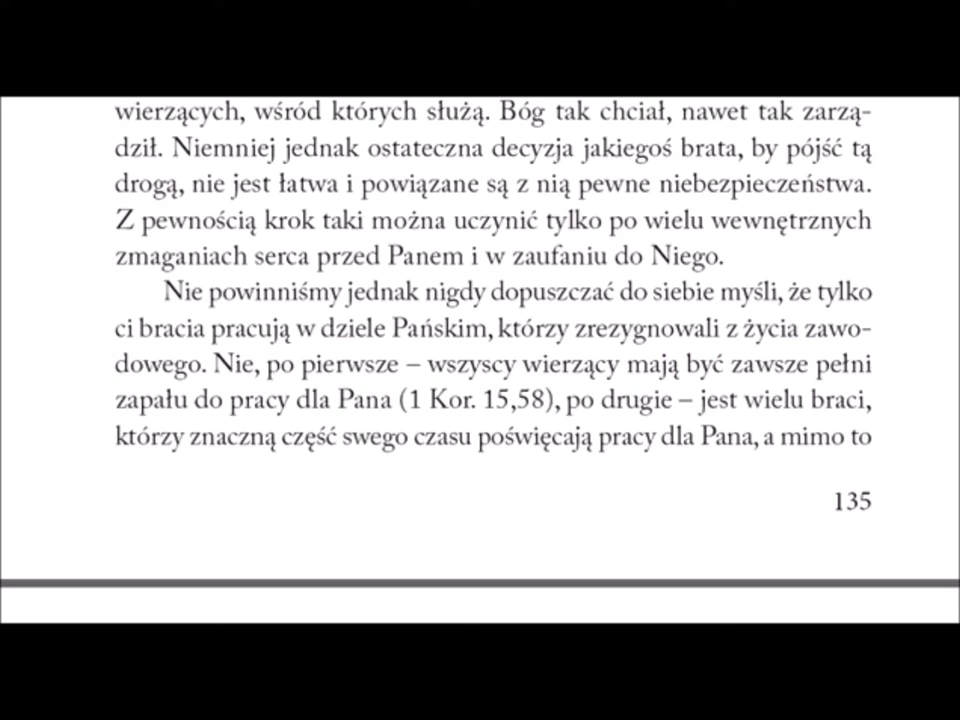 wierzących, wśród których służą. Bóg tak chciał, nawet tak zarzą-
dził. Niemniej jednak ostateczna decyzja jakiegoś brata, by pójść tą
drogą, nie jest łatwa i powiązane są z nią pewne niebezpieczeństwa.
Z pewnością krok taki można uczynić tylko po wielu wewnętrznych
zmaganiach serca przed Panem i w zaufaniu do Niego.
Nie powinniśmy jednak nigdy dopuszczać do siebie myśli, że tylko
ci bracia pracują w dziele Pańskim, którzy zrezygnowali z życia zawo-
dowego. Nie, po pierwsze – wszyscy wierzący mają być zawsze pełni
zapału do pracy dla Pana (1 Kor. 15,58), po drugie – jest wielu braci,
którzy znaczną część swego czasu poświęcają pracy dla Pana, a mimo to
135